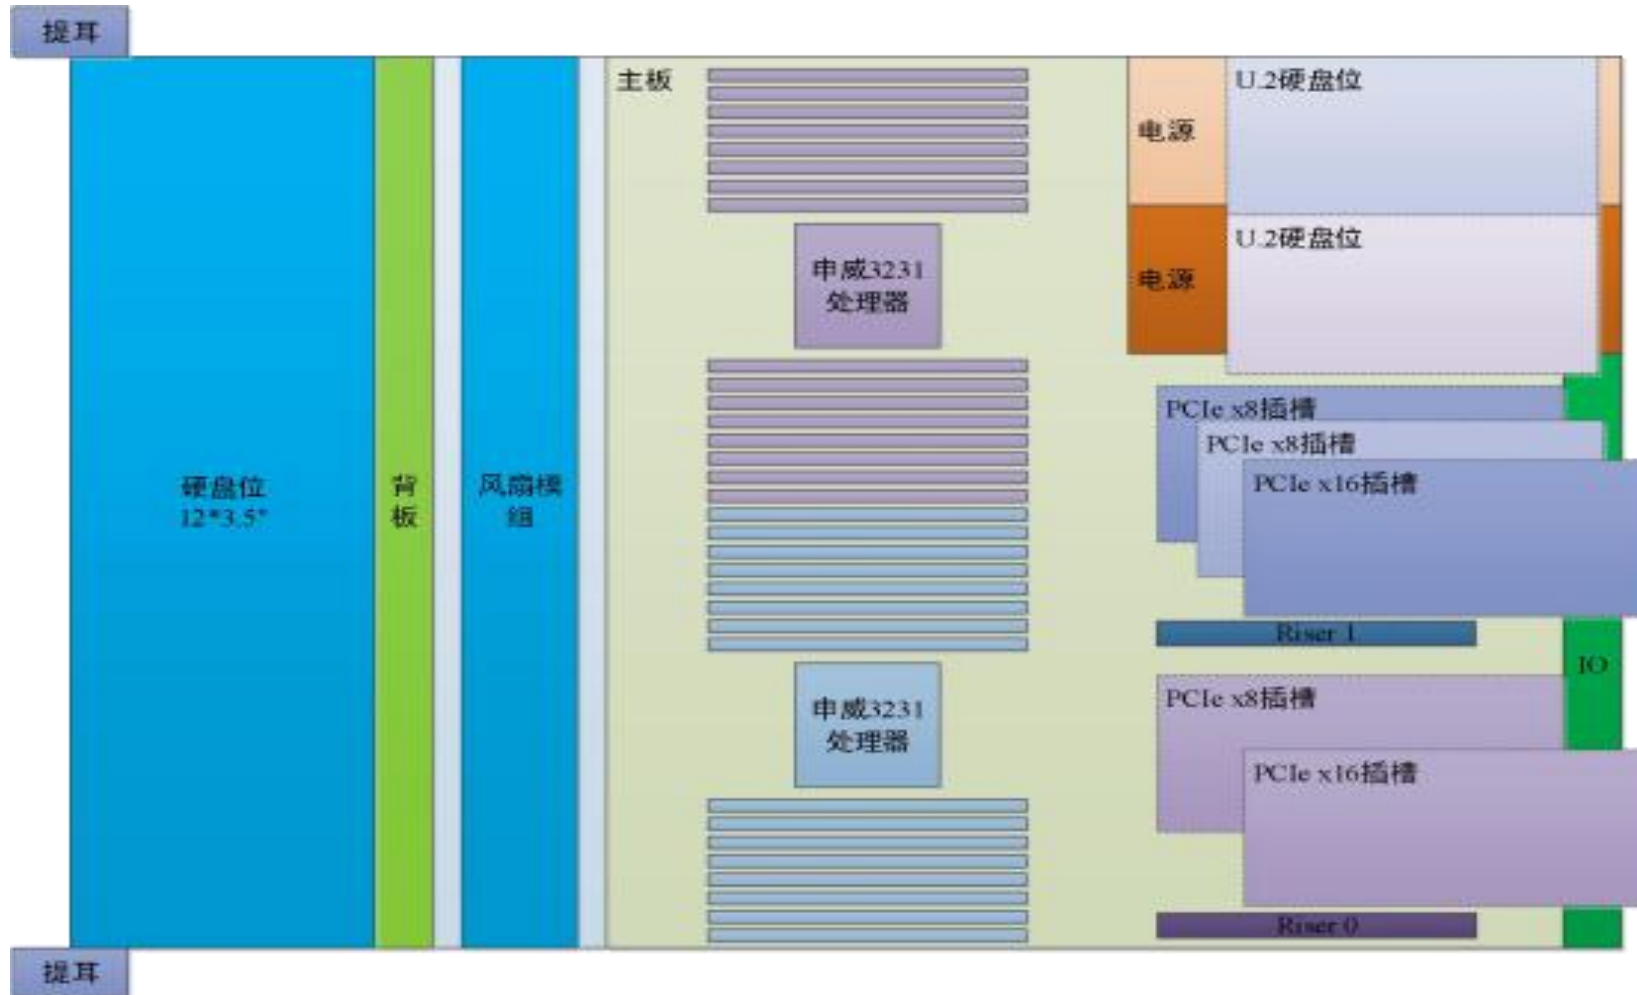 提耳
主板
U.2硬盘位
电源
U.2硬盘位
电源
申威3231
处理器
PCIe x8插槽
PCIe x8插槽
PCIe x16插槽
硬盘位
12*3.5"
背
板
风扇模
组
Riser 1
IO
PCIe x8插槽
申威3231
处理器
PCIe x16插槽
Riser 0
提耳